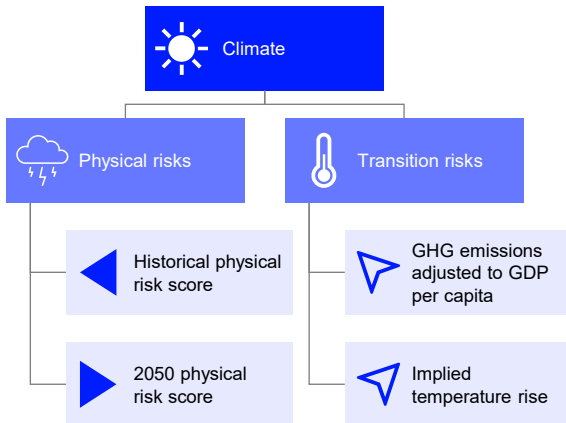 Climate
Physical risks
Transition risks
Historical physical
risk score
GHG emissions
adjusted to GDP
per capita
2050 physical
risk score
Implied
temperature rise